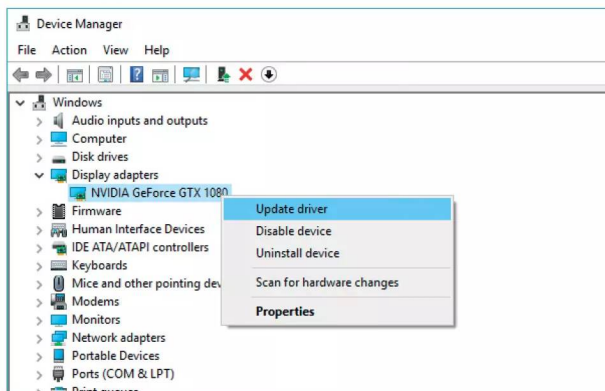 Device Manager
File Action View Help
Windows
Audio inputs and outputs
Computer
Disk drives
Display adapters
NVIDIA GeForce GTX 1080
Update driver
Firmware
Disable device
Human Interface Devices
Uninstall device
IDE ATA/ATAPI controllers
Keyboards
Scan for hardware changes
Mice and other pointing dev
Modems
Properties
Monitors
Network adapters
Portable Devices
Ports (COM & LPT)
Print queues